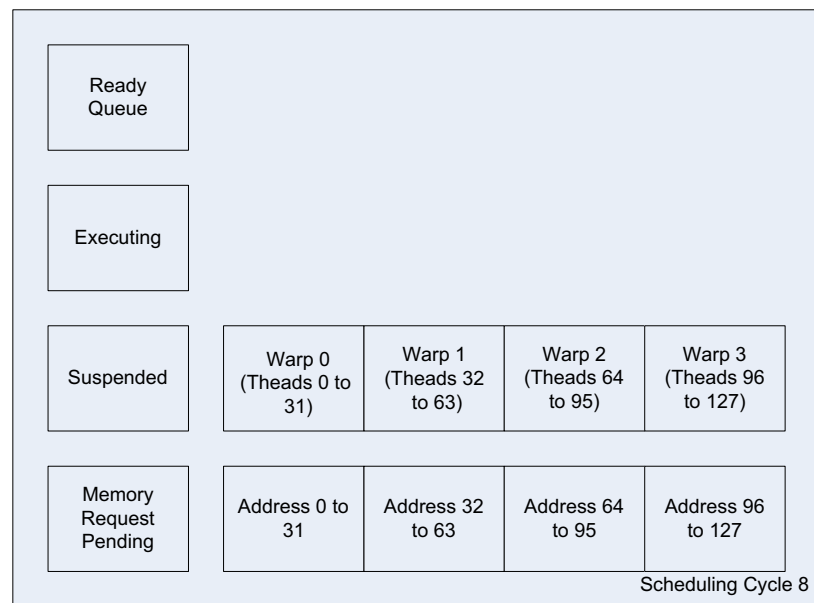 Ready
Queue
Executing
Suspended
Warp 0
(Theads 0 to
31)
Warp 1
(Theads 32
to 63)
Warp 2
(Theads 64
to 95)
Warp 3
(Theads 96
to 127)
Memory
Request
Pending
Address 0 to
31
Address 32
to 63
Address 64
to 95
Address 96
to 127
Scheduling Cycle 8